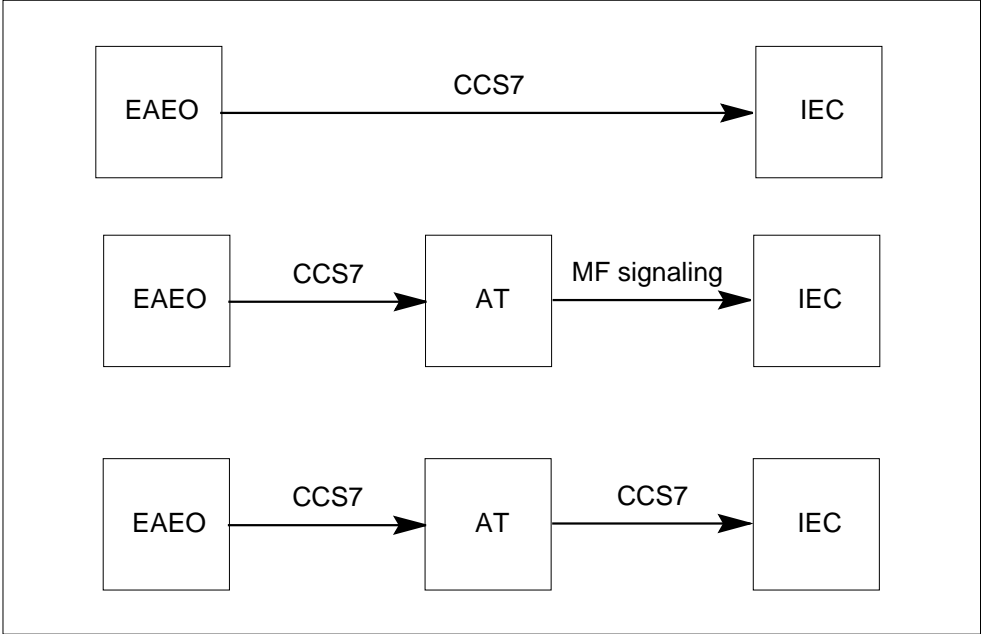 CCS7
EAEO
IEC
CCS7
MF signaling
EAEO
AT
IEC
CCS7
CCS7
EAEO
AT
IEC